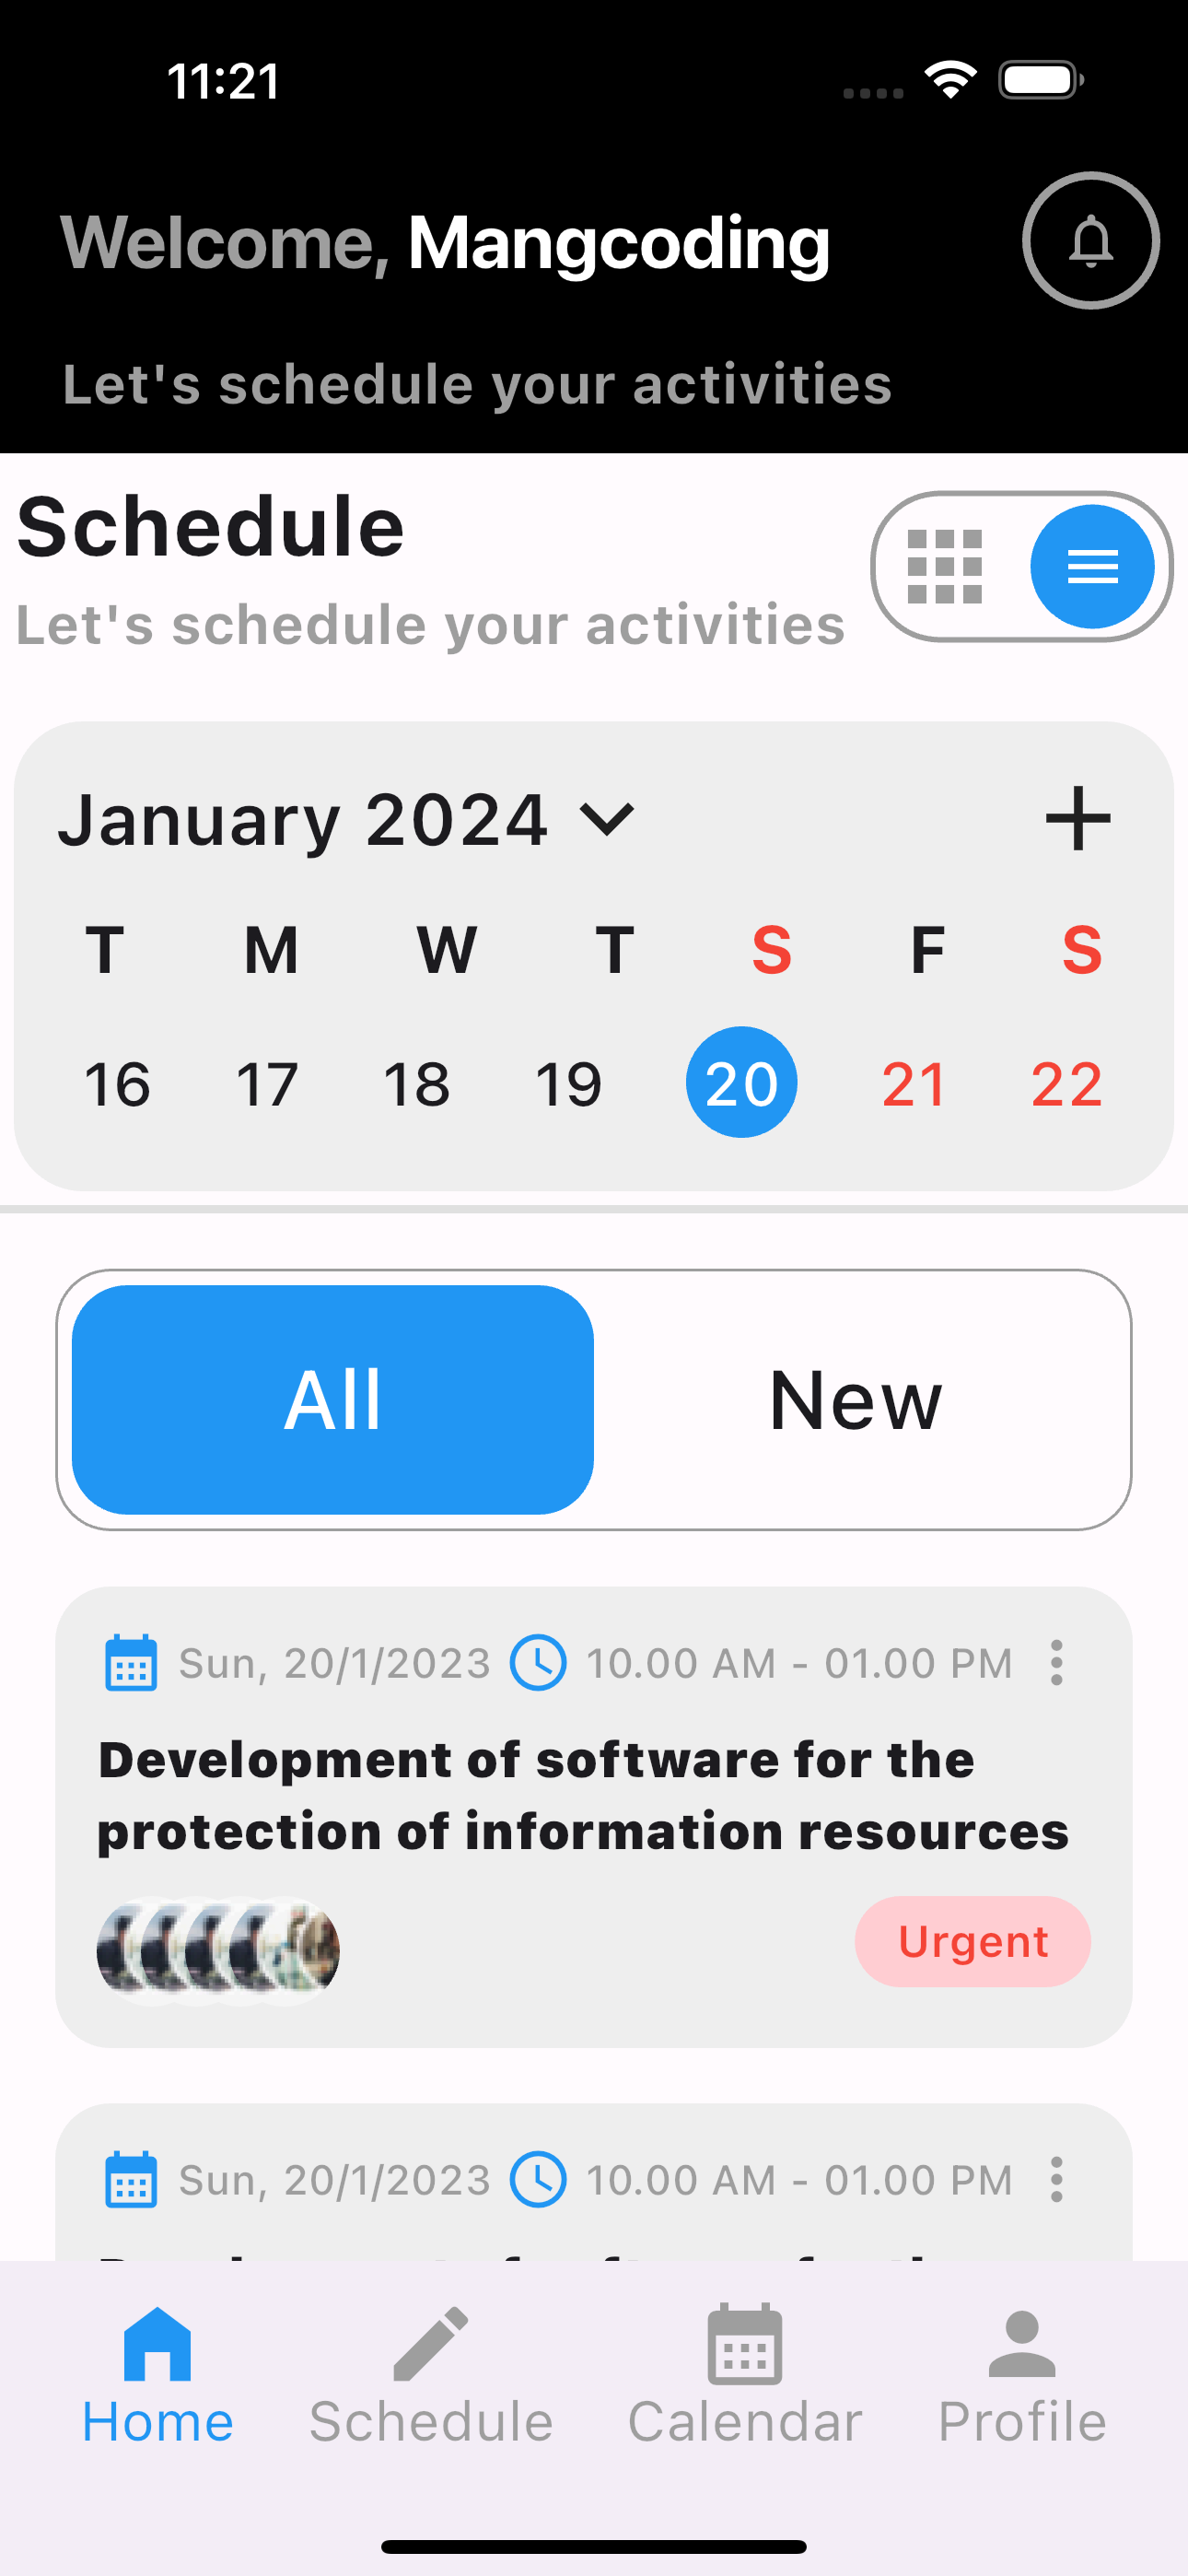 11:21
Welcome, Mangcoding
Let's schedule your activities
Schedule
Let's schedule your activities
January 2024
T M W T S F S
16 17 18 19 20 21 22
All New
Sun, 20/1/2023 10.00 AM - 01.00 PM
Development of software for the
protection of information resources
Urgent
Sun, 20/1/2023 10.00 AM - 01.00 PM
Home Schedule Calendar Profile